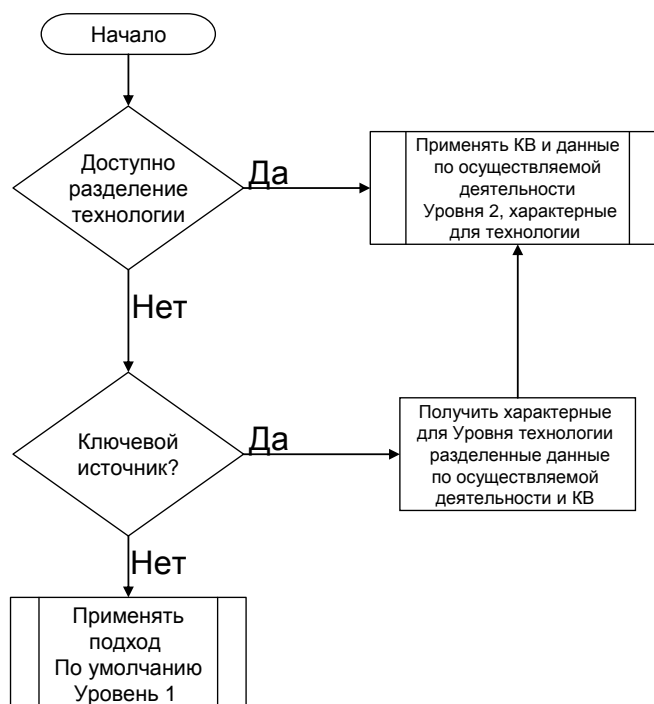 Начало
Доступно
разделение
технологии
Да
Применять КВ и данные
по осуществляемой
деятельности
Уровня 2, характерные
для технологии
Нет
Ключевой
источник?
Да
Получить характерные
для Уровня технологии
разделенные данные
по осуществляемой
деятельности и КВ
Нет
Применять
подход
По умолчанию
Уровень 1